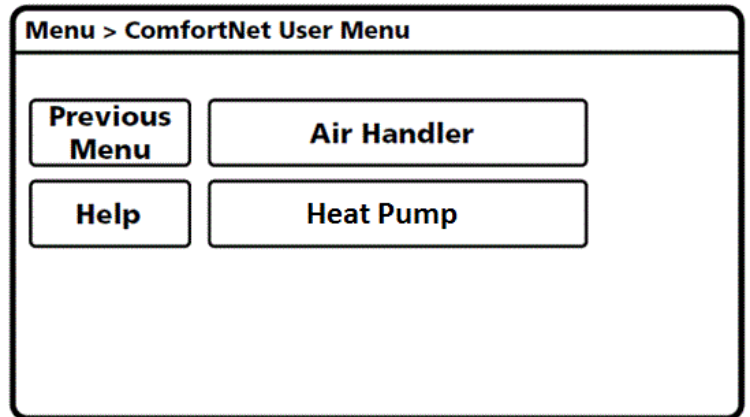 Menu > ComfortNet User Menu
Previous
Menu
Air Handler
Help
Heat Pump